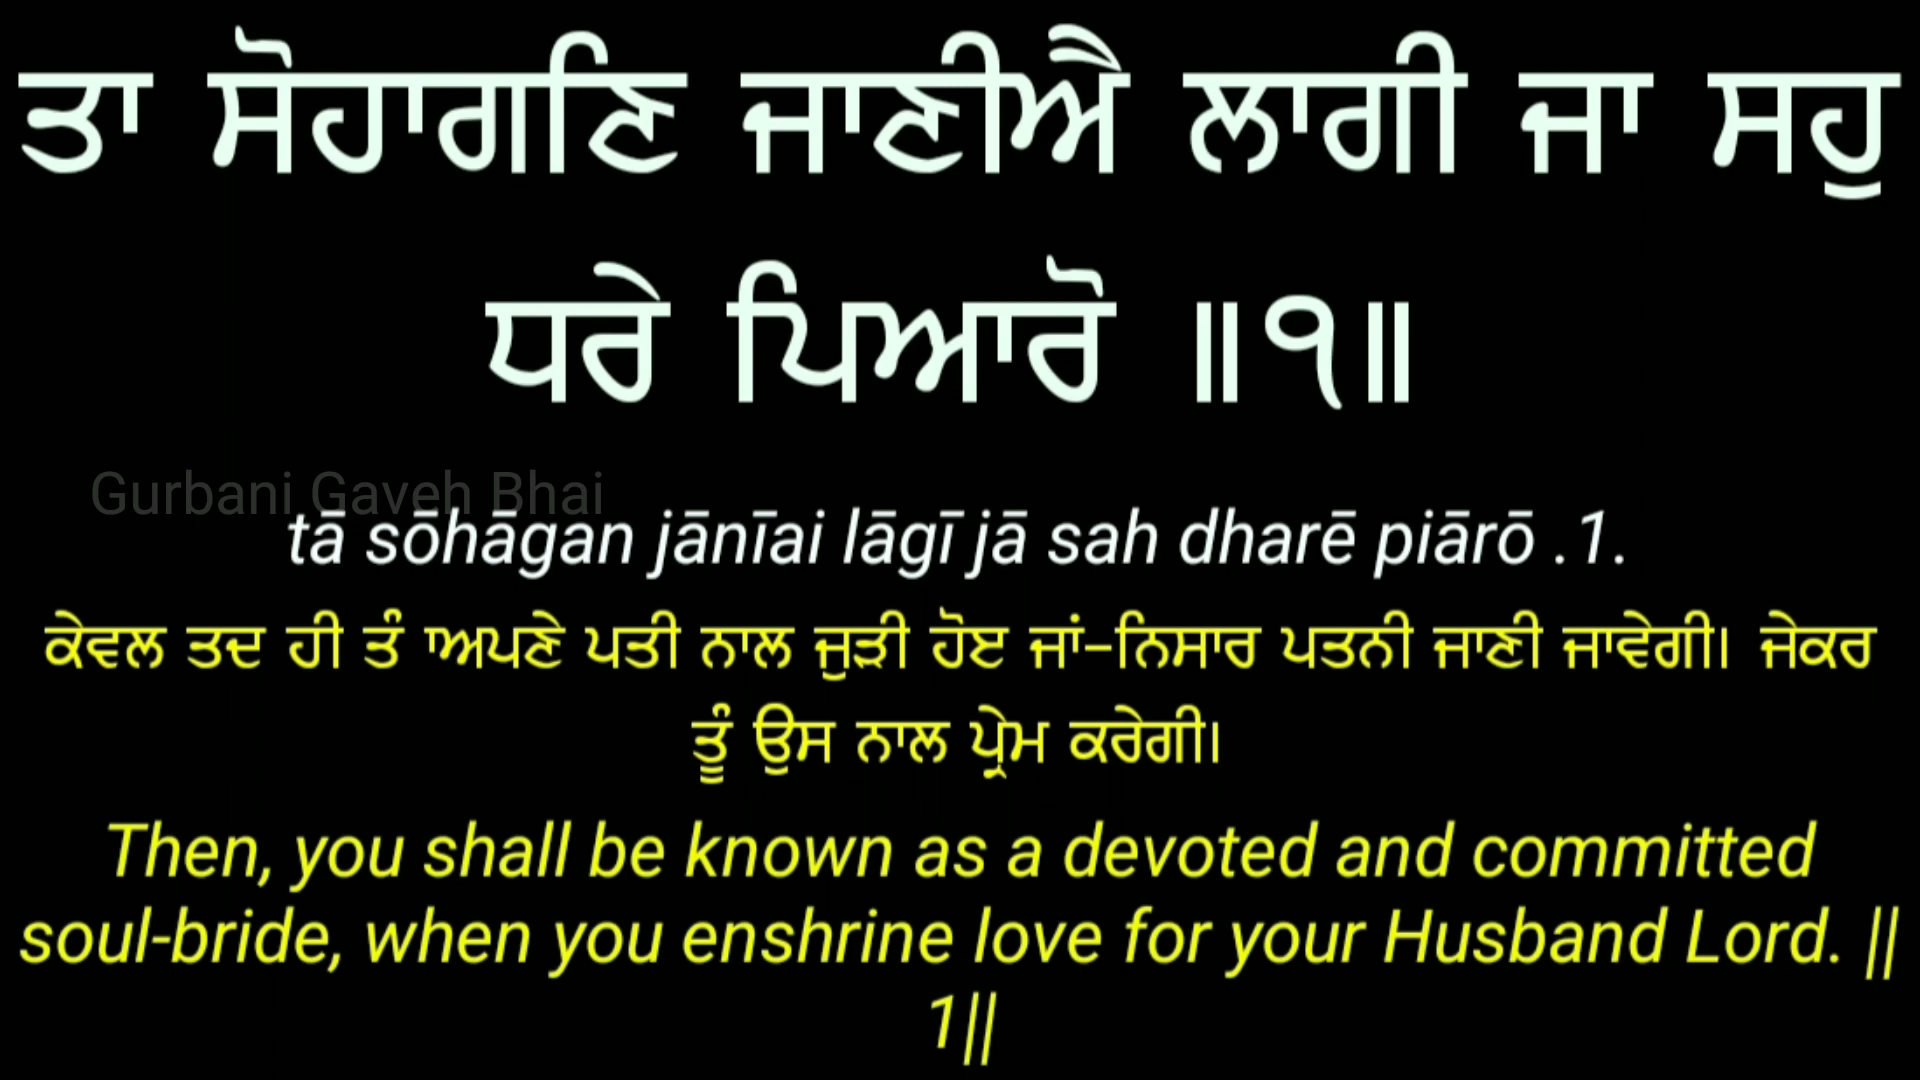 ਤਾ ਸੋਹਾਗਣਿ ਜਾਣੀਐ ਲਾਗੀ ਜਾ ਸਹੁ
ਧਰੇ ਪਿਆਰੋ ॥੧॥
Gurbani Gaveh Bhai
tā sōhāgan jānīai lāgī jā sah dharē piārō .1.
ਕੇਵਲ ਤਦ ਹੀ ਤੰ ਾਅਪਣੇ ਪਤੀ ਨਾਲ ਜੁੜੀ ਹੋਏ ਜਾਂ-ਨਿਸਾਰ ਪਤਨੀ ਜਾਣੀ ਜਾਵੇਗੀ। ਜੇਕਰ
ਤੂੰ ਉਸ ਨਾਲ ਪ੍ਰੇਮ ਕਰੇਗੀ।
Then, you shall be known as a devoted and committed
soul-bride, when you enshrine love for your Husband Lord. ||
1||